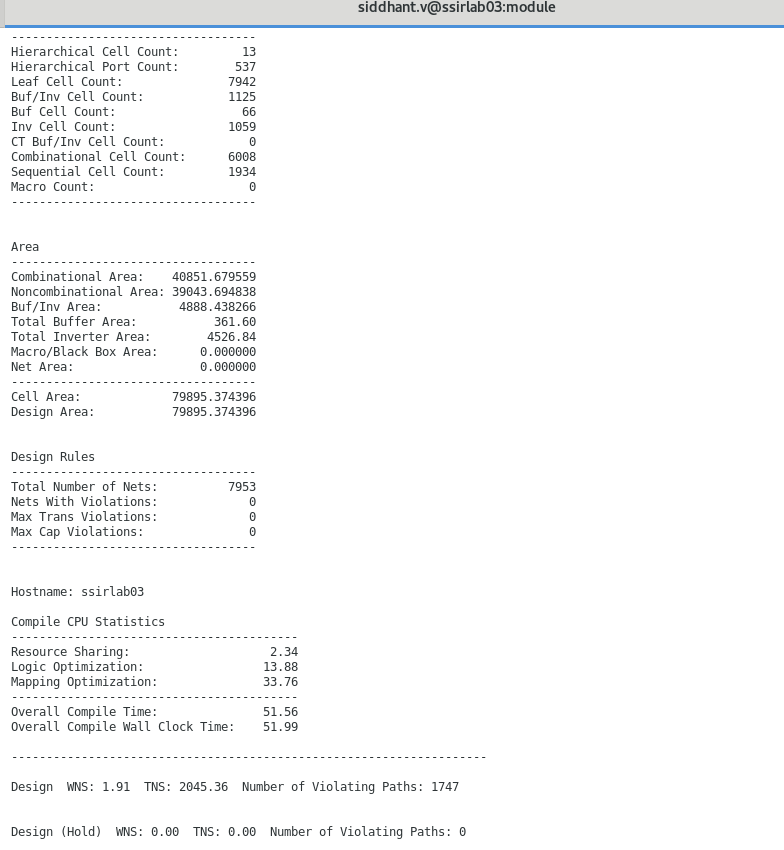 siddhant.v@ssirlab03:module
-----------------------------------
Hierarchical Cell Count:         13
Hierarchical Port Count:        537
Leaf Cell Count:               7942
Buf/Inv Cell Count:            1125
Buf Cell Count:                  66
Inv Cell Count:                1059
CT Buf/Inv Cell Count:            0
Combinational Cell Count:      6008
Sequential Cell Count:         1934
Macro Count:                      0
-----------------------------------
Area
-----------------------------------
Combinational Area:    40851.679559
Noncombinational Area: 39043.694838
Buf/Inv Area:           4888.438266
Total Buffer Area:           361.60
Total Inverter Area:        4526.84
Macro/Black Box Area:      0.000000
Net Area:                  0.000000
-----------------------------------
Cell Area:             79895.374396
Design Area:           79895.374396
Design Rules
-----------------------------------
Total Number of Nets:          7953
Nets With Violations:             0
Max Trans Violations:             0
Max Cap Violations:               0
-----------------------------------
Hostname: ssirlab03
Compile CPU Statistics
-----------------------------------------
Resource Sharing:                    2.34
Logic Optimization:                 13.88
Mapping Optimization:               33.76
-----------------------------------------
Overall Compile Time:               51.56
Overall Compile Wall Clock Time:    51.99
--------------------------------------------------------------------
Design  WNS: 1.91  TNS: 2045.36  Number of Violating Paths: 1747
Design (Hold)  WNS: 0.00  TNS: 0.00  Number of Violating Paths: 0